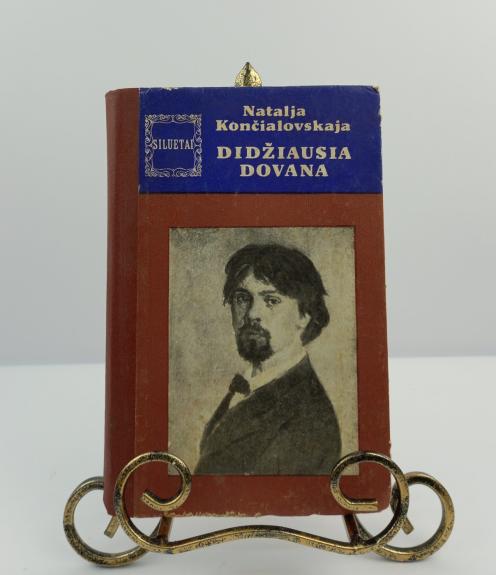 SILUETAI
Natalja
Končialovskaja
DIDŽIAUSIA
DOVANA